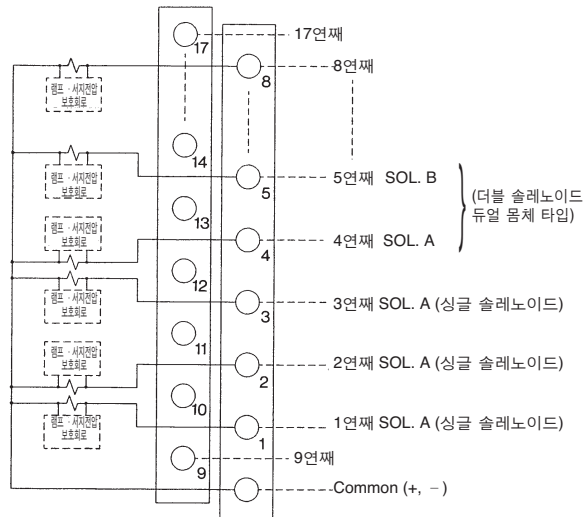 17 17연째
8 8연째
램프 · 서지전압
보호회로
14
램프 · 서지전압
보호회로
5 5연째 SOL. B
(더블 솔레노이드
듀얼 몸체 타입)
13
램프 · 서지전압
보호회로
4 4연째 SOL. A
12
램프 · 서지전압
보호회로
3 3연째 SOL. A (싱글 솔레노이드)
11
램프 · 서지전압
보호회로
2 2연째 SOL. A (싱글 솔레노이드)
10
램프 · 서지전압
보호회로
1 1연째 SOL. A (싱글 솔레노이드)
9 9연째
Common (+, −)